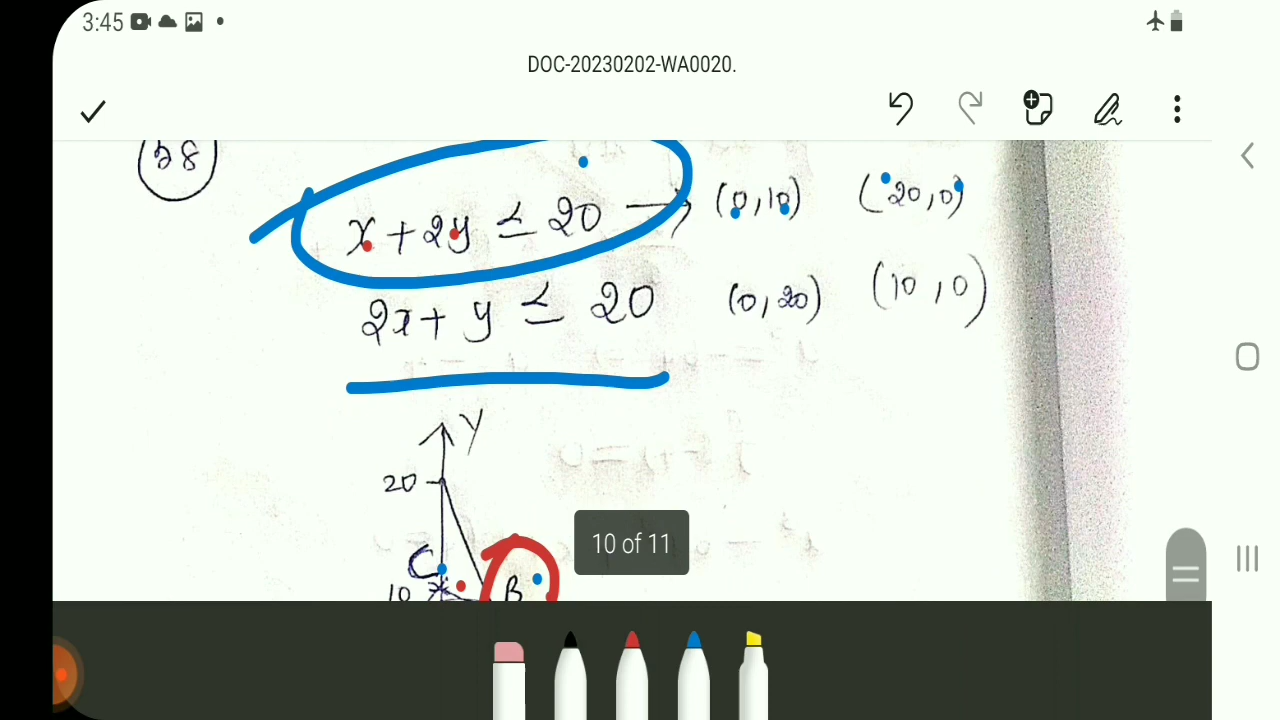 3:45
DOC-20230202-WA0020.
38
x + 2y ≤ 20 → (0,10) (20,0)
2x + y ≤ 20 (0,20) (10,0)
Y
20
10 of 11
C
10 B